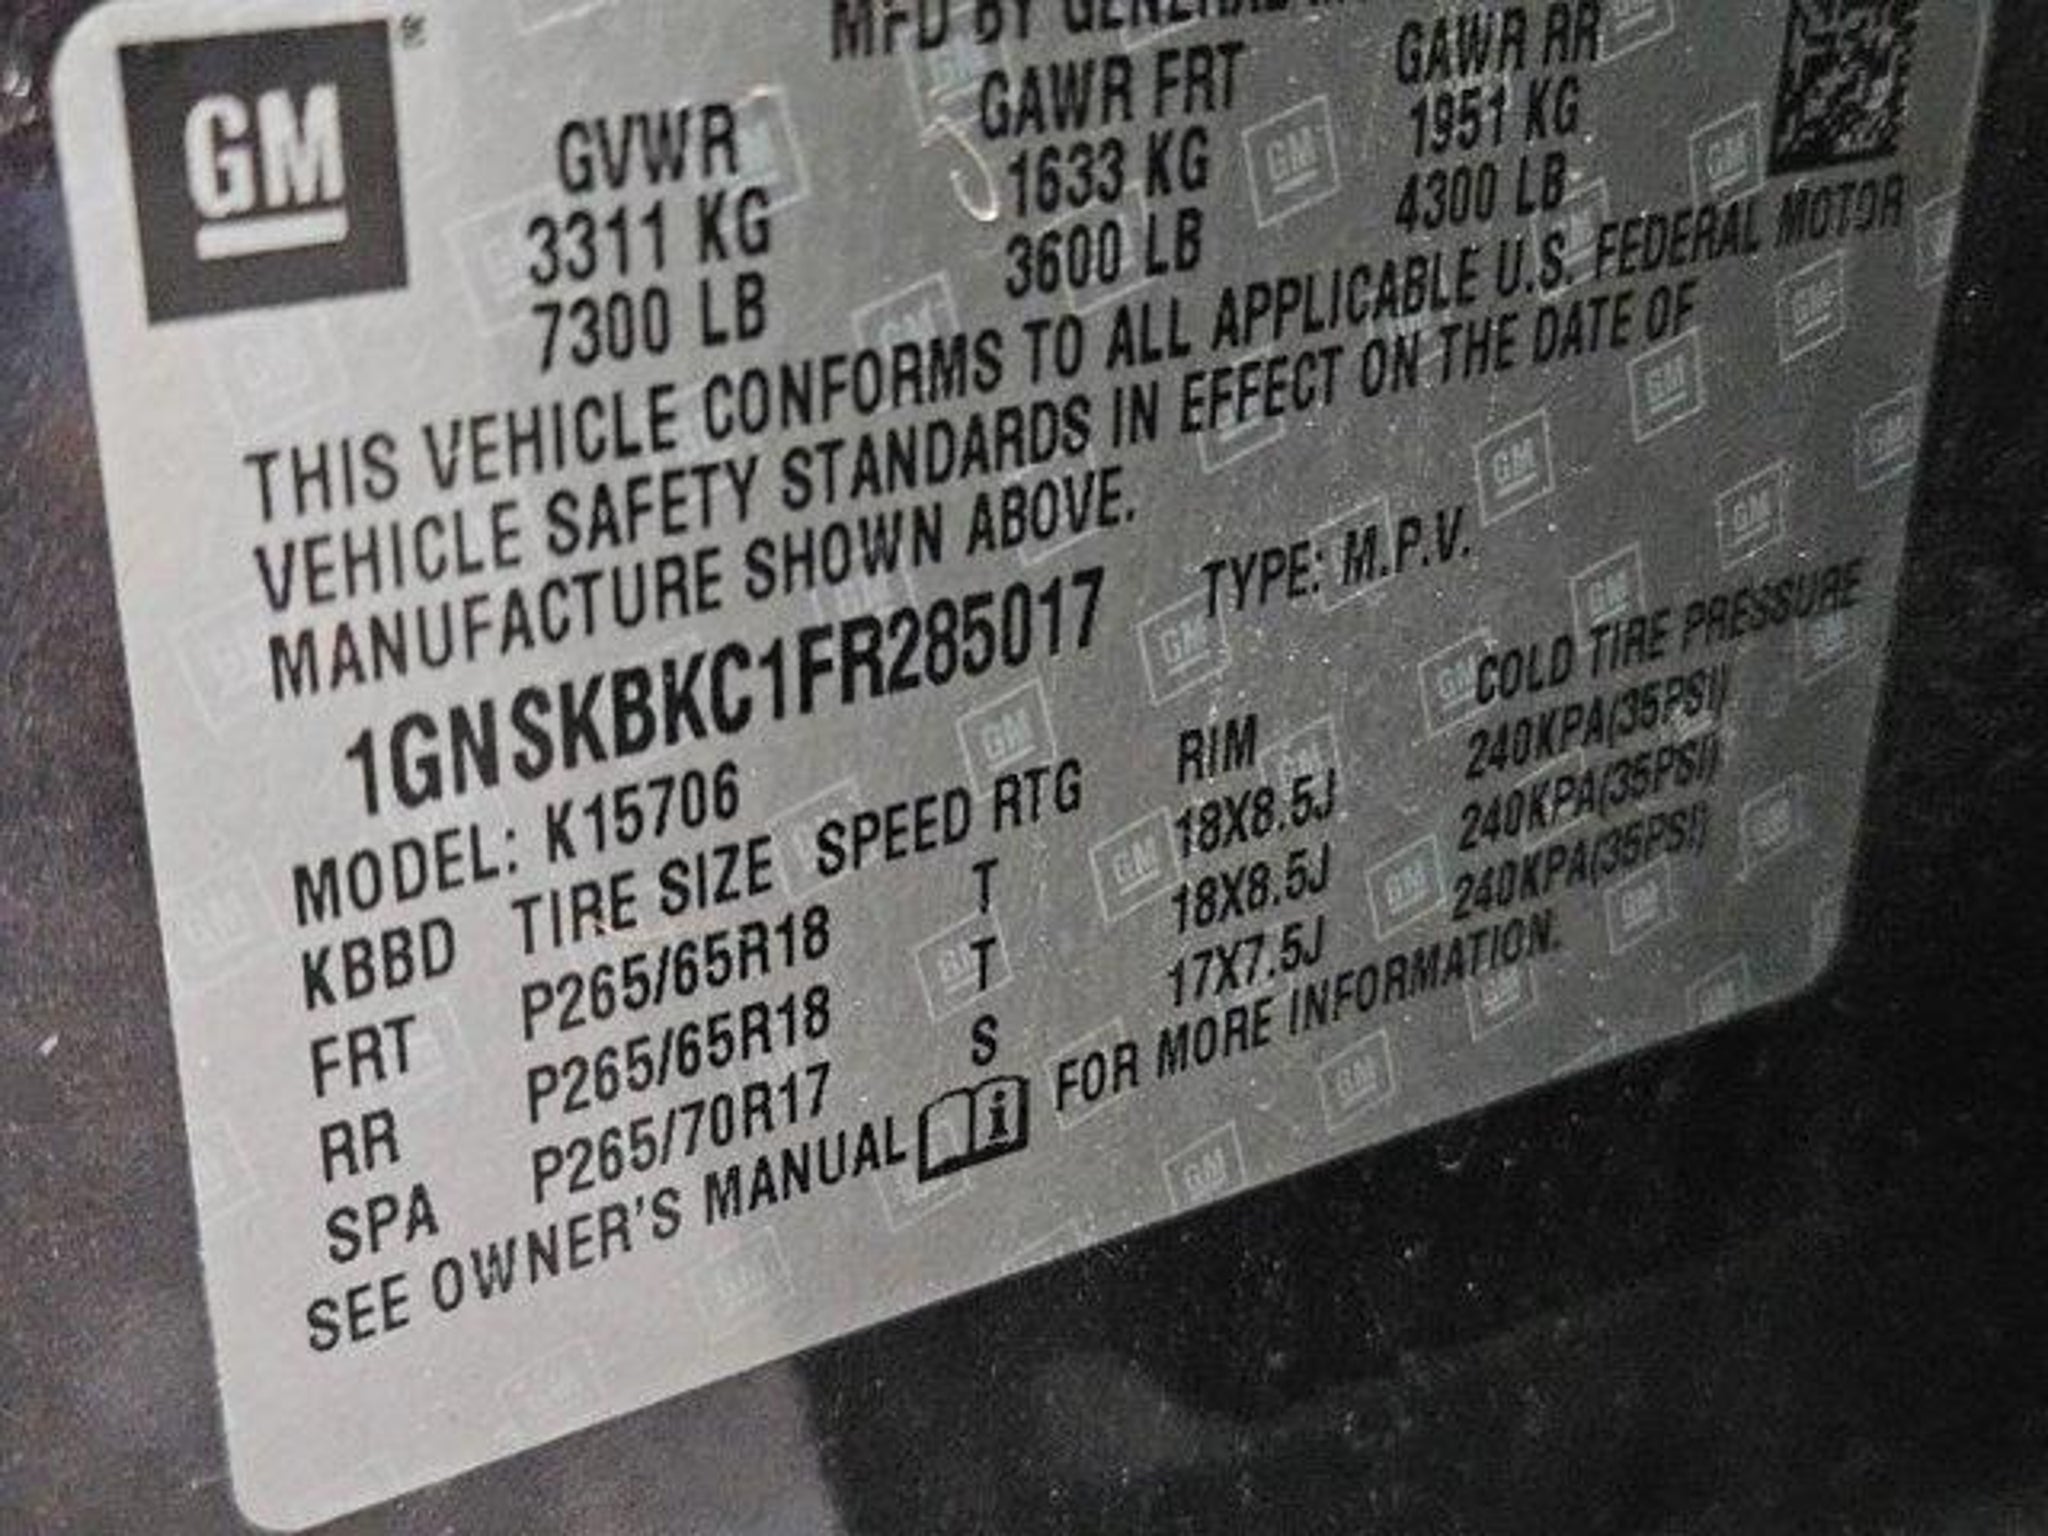 GM
MFD BY GENERAL
GVWR GAWR FRT GAWR RR
3311 KG 1633 KG 1951 KG
7300 LB 3600 LB 4300 LB
THIS VEHICLE CONFORMS TO ALL APPLICABLE U.S. FEDERAL MOTOR
VEHICLE SAFETY STANDARDS IN EFFECT ON THE DATE OF
MANUFACTURE SHOWN ABOVE.
1GNSKBKC1FR285017 TYPE: M.P.V.
MODEL: K15706
KBBD TIRE SIZE SPEED RTG RIM COLD TIRE PRESSURE
FRT P265/65R18 T 18X8.5J 240KPA(35PSI)
RR P265/65R18 T 18X8.5J 240KPA(35PSI)
SPA P265/70R17 S 17X7.5J 240KPA(35PSI)
SEE OWNER'S MANUAL FOR MORE INFORMATION.